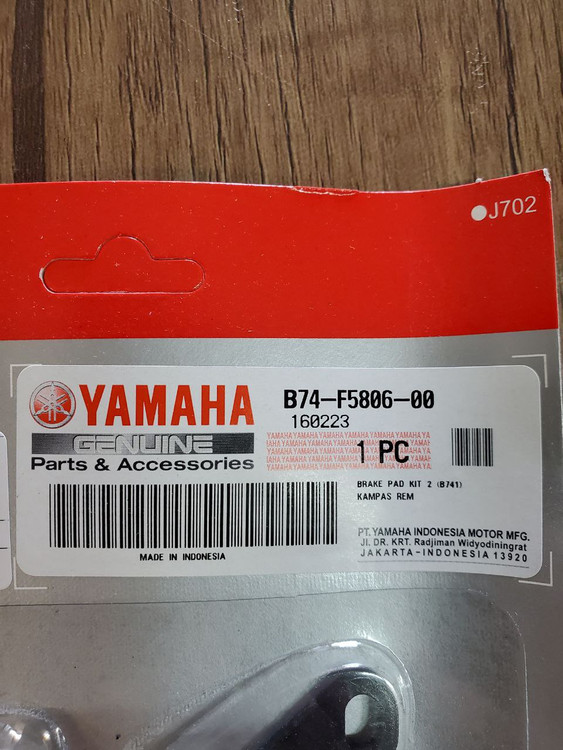 J702
YAMAHA
GENUINE
Parts & Accessories
B74-F5806-00
160223
YAMAHAYAMAHAYAMAHAYAMAHAYAMAHAYA
1 PC
BRAKE PAD KIT 2 (B741)
KAMPAS REM
MADE IN INDONESIA
PT.YAMAHA INDONESIA MOTOR MFG.
Jl. DR. KRT. Radjiman Widyodiningrat
JAKARTA-INDONESIA 13920